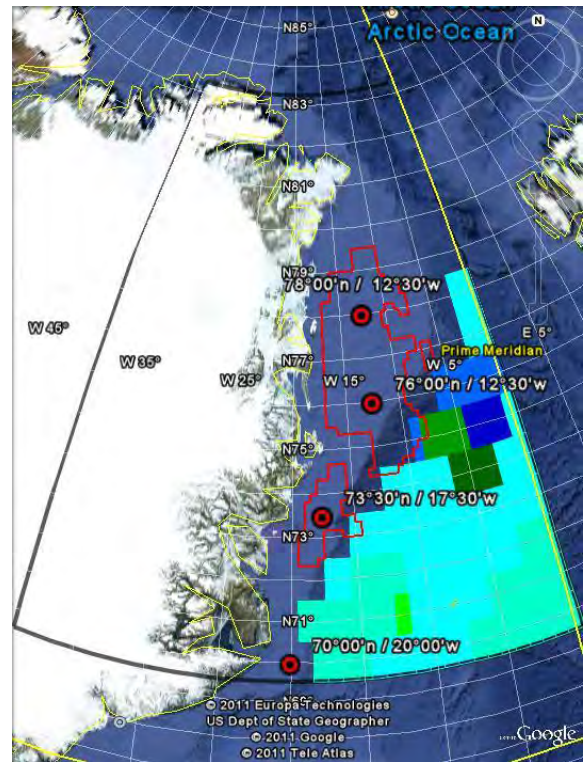 N85°
Arctic Ocean
N
N83°
N81°
N79°
78°00'n / 12°30'w
W 45°
E 5°
W 35°
N77°
Prime Meridian
W 25°
W 15°
W 5°
76°00'n / 12°30'w
N75°
73°30'n / 17°30'w
N73°
N71°
70°00'n / 20°00'w
© 2011 Europa Technologies
US Dept of State Geographer
© 2011 Google
© 2011 Tele Atlas
Google